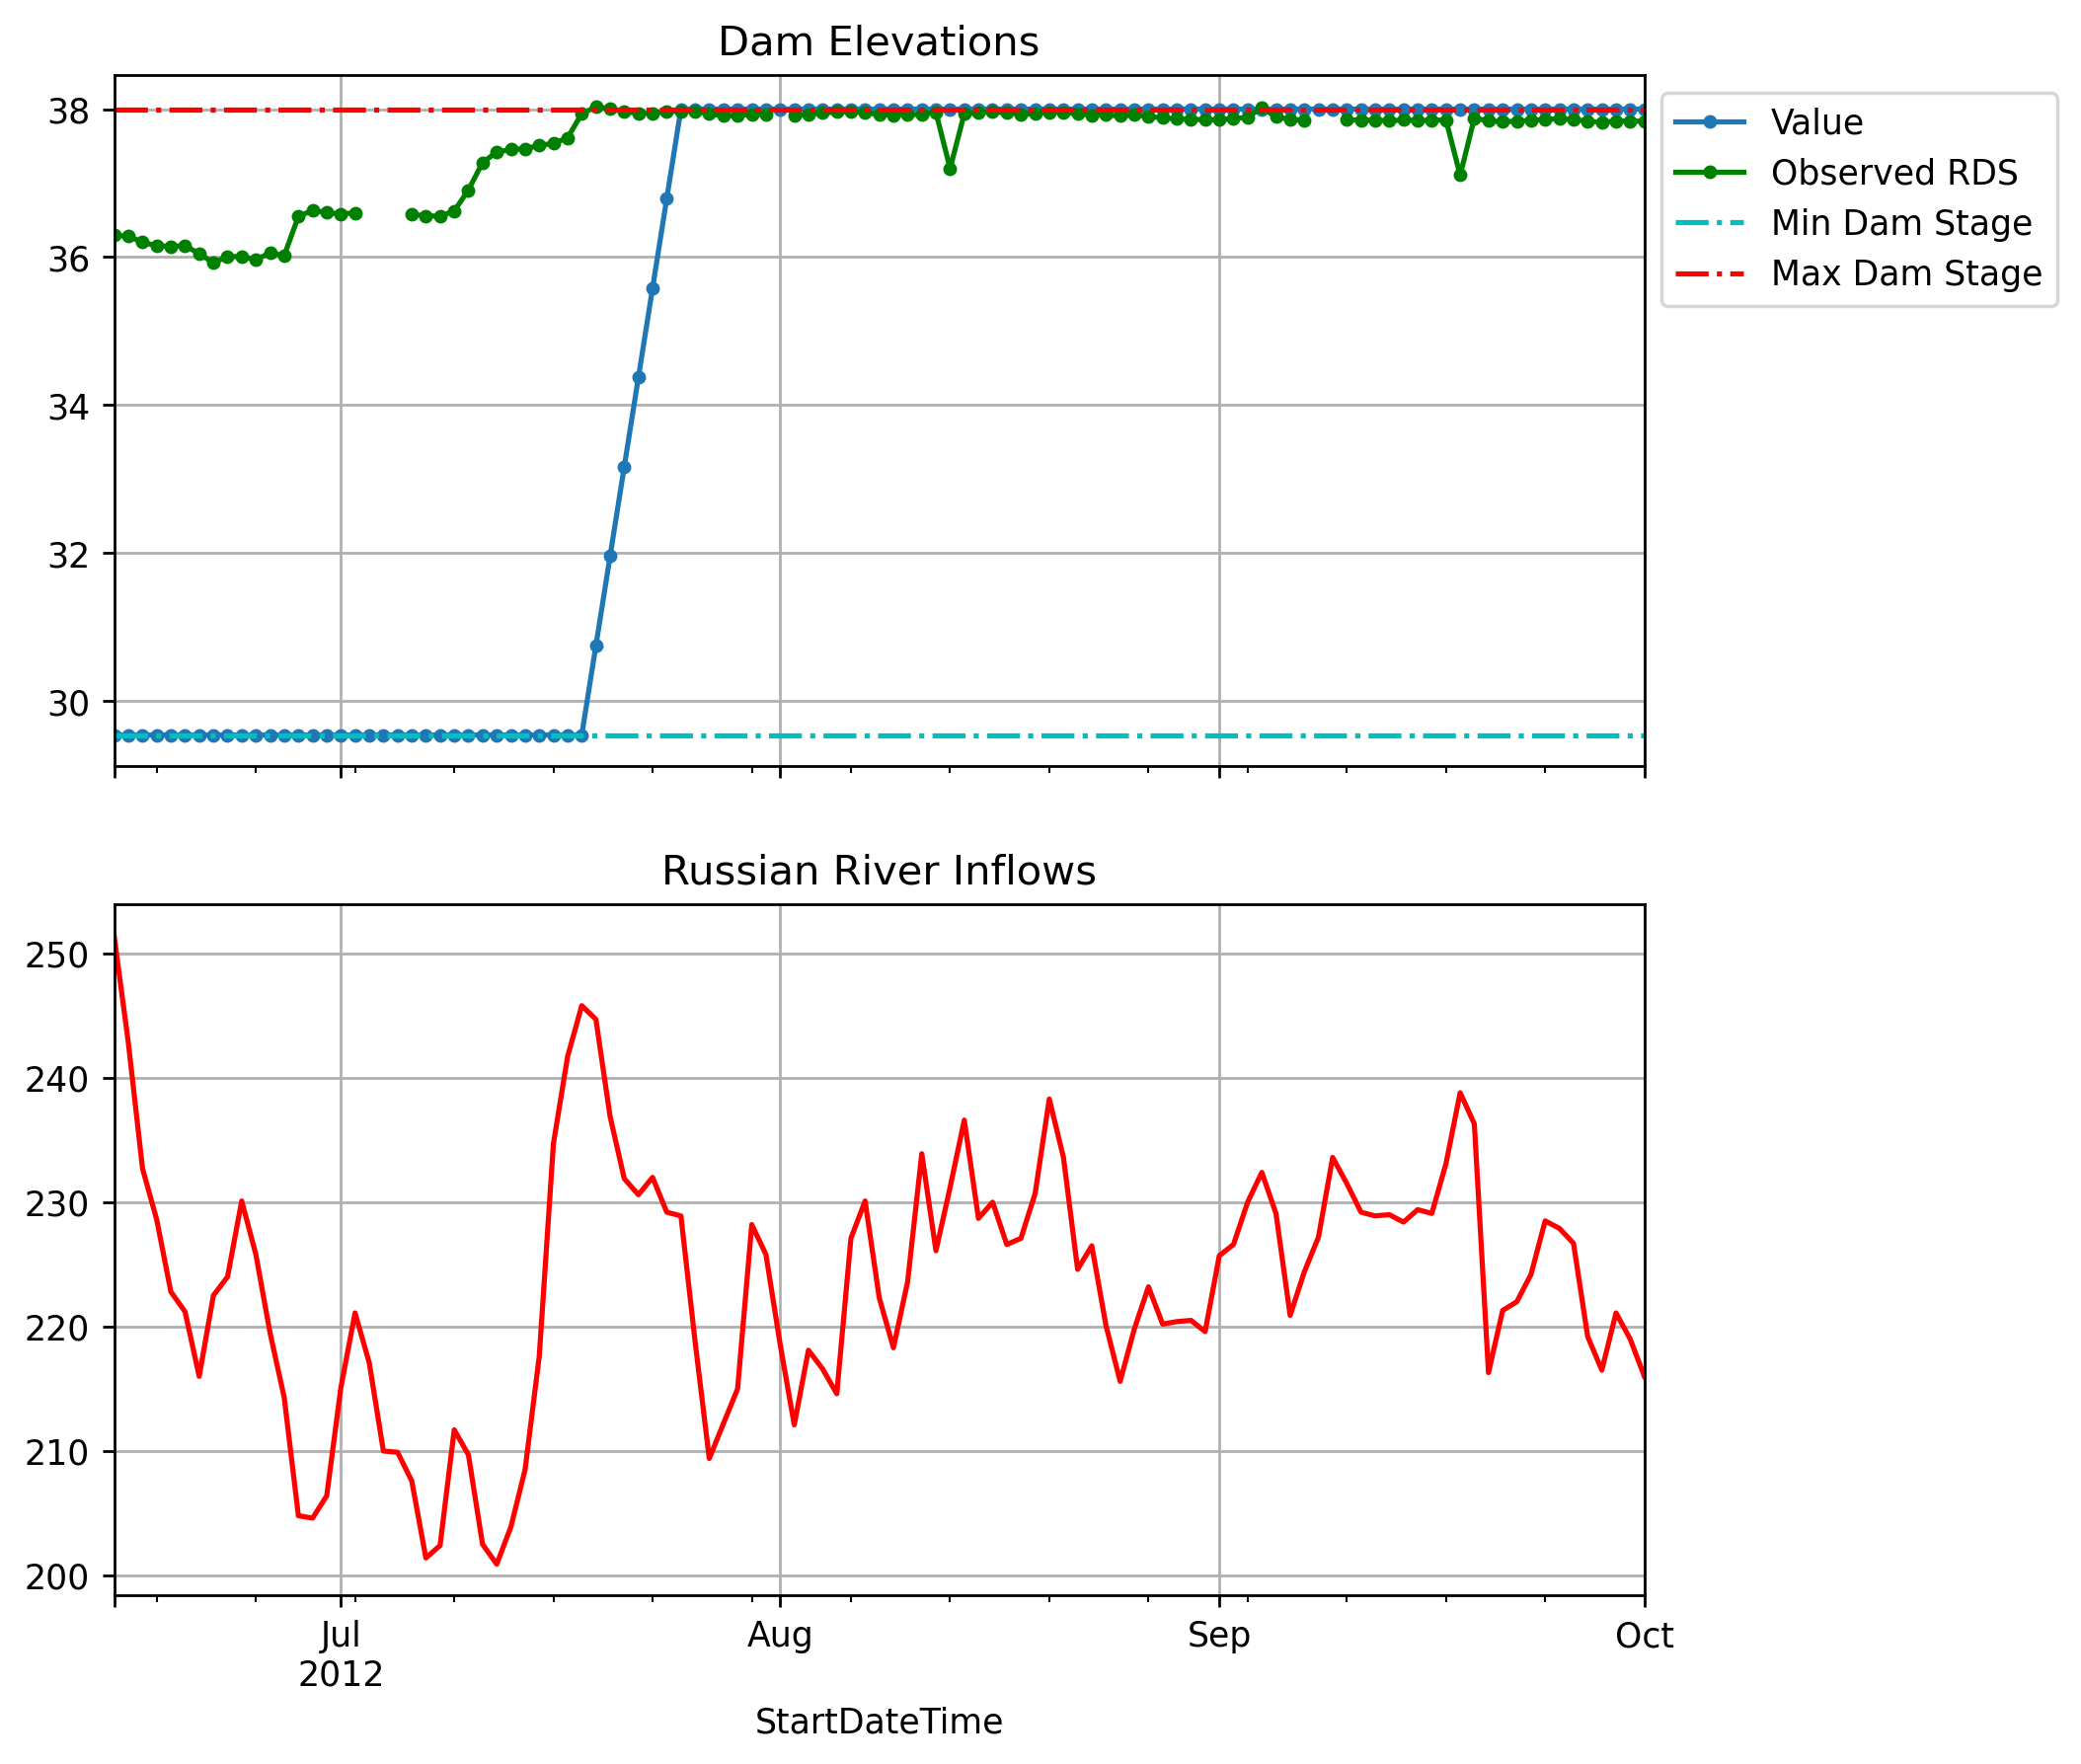 Dam Elevations
38
36
34
32
30
Value
Observed RDS
Min Dam Stage
Max Dam Stage
Russian River Inflows
250
240
230
220
210
200
Jul
2012
Aug
Sep
Oct
StartDateTime